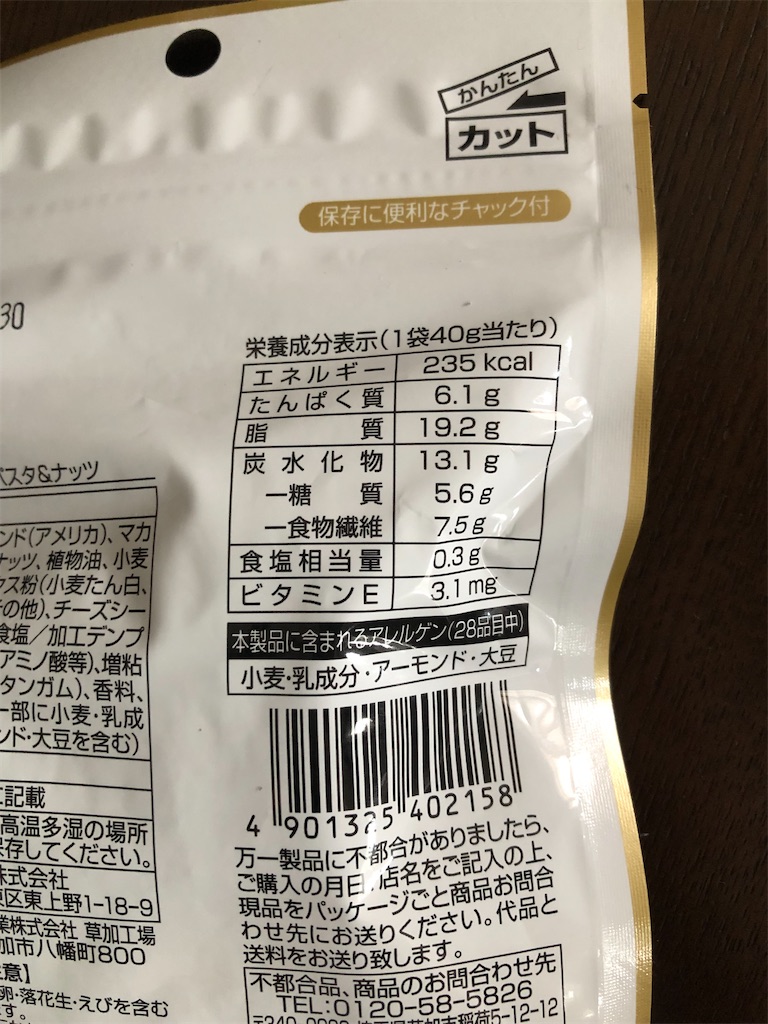 かんたん
カット
保存に便利なチャック付
30
栄養成分表示(1袋40g当たり)
エネルギー 235 kcal
たんぱく質 6.1 g
脂質 19.2 g
炭水化物 13.1 g
−糖質 5.6 g
−食物繊維 7.5 g
食塩相当量 0.3 g
ビタミンE 3.1 mg
本製品に含まれるアレルゲン(28品目中)
小麦・乳成分・アーモンド・大豆
4 901325 402158
万一製品に不都合がありましたら、
ご購入の月日、店名をご記入の上、
現品をパッケージごと商品お問合
わせ先にお送りください。代品と
送料をお送り致します。
不都合品、商品のお問合わせ先
TEL:0120-58-5826
稲荷5-12-12
パスタ&ナッツ
ンド(アメリカ)、マカ
ナッツ、植物油、小麦
ス粉(小麦たん白、
の他)、チーズシー
食塩/加工デンプ
アミノ酸等)、増粘
タンガム)、香料、
一部に小麦・乳成
ンド・大豆を含む)
に記載
高温多湿の場所
保存してください。
株式会社
区東上野1-18-9
業株式会社 草加工場
加市八幡町800
意】
卵・落花生・えびを含む
す。